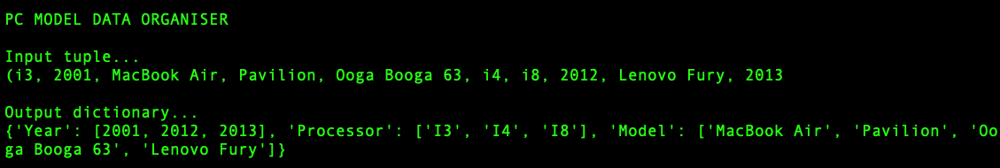 PC MODEL DATA ORGANISER
Input tuple...
(i3, 2001, MacBook Air, Pavilion, Ooga Booga 63, i4, i8, 2012, Lenovo Fury, 2013
Output dictionary...
{'Year': [2001, 2012, 2013], 'Processor': ['I3', 'I4', 'I8'], 'Model': ['MacBook Air', 'Pavilion', 'Oo
ga Booga 63', 'Lenovo Fury']}